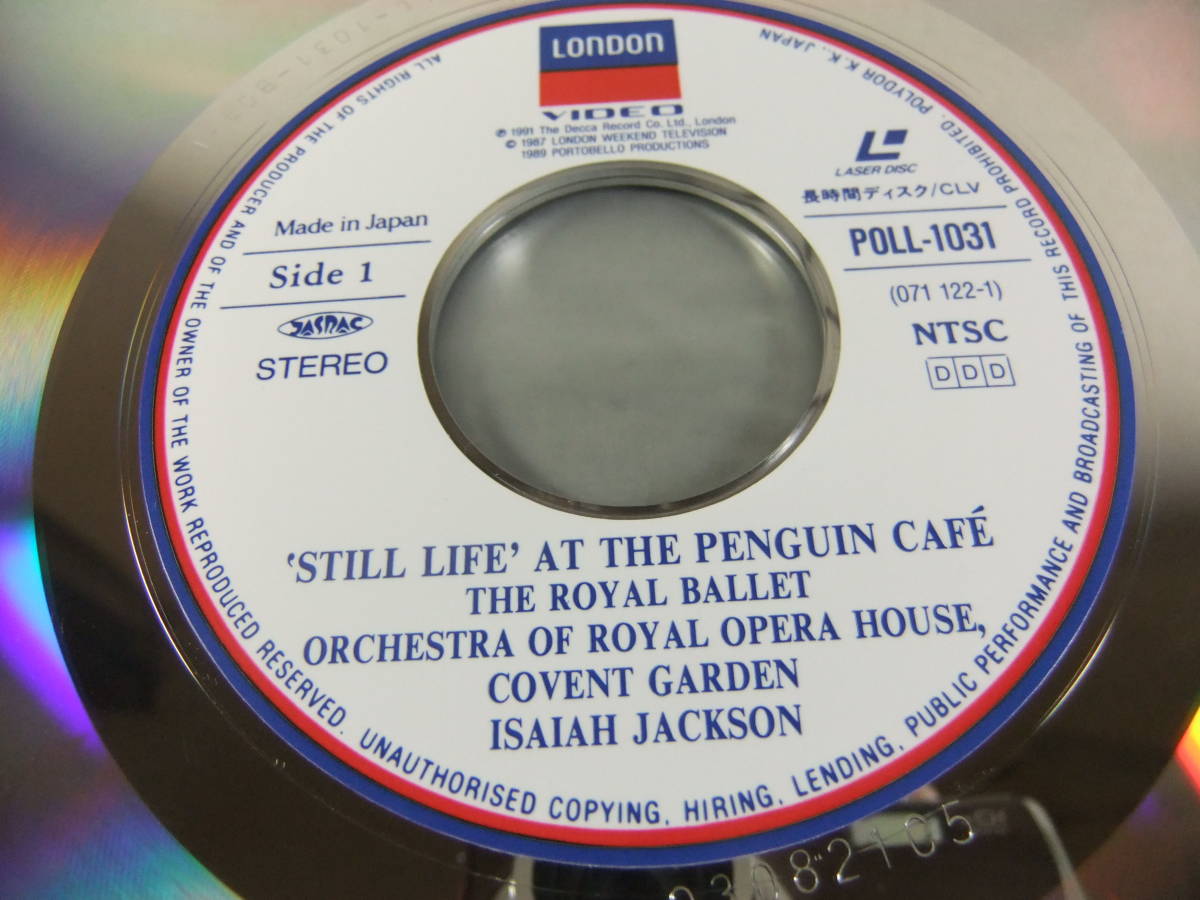 LONDON
VIDEO
℗ 1991 The Decca Record Co. Ltd., London
© 1987 LONDON WEEKEND TELEVISION
1989 PORTOBELLO PRODUCTIONS
LASER DISC
長時間ディスク/CLV
Made in Japan
Side 1
JASRAC
STEREO
POLL-1031
(071 122-1)
NTSC
DDD
‘STILL LIFE’ AT THE PENGUIN CAFÉ
THE ROYAL BALLET
ORCHESTRA OF ROYAL OPERA HOUSE,
COVENT GARDEN
ISAIAH JACKSON
ALL RIGHTS OF THE PRODUCER AND OF THE OWNER OF THE WORK REPRODUCED RESERVED. UNAUTHORISED COPYING, HIRING, LENDING, PUBLIC PERFORMANCE AND BROADCASTING OF THIS RECORD PROHIBITED. POLYDOR K.K., JAPAN